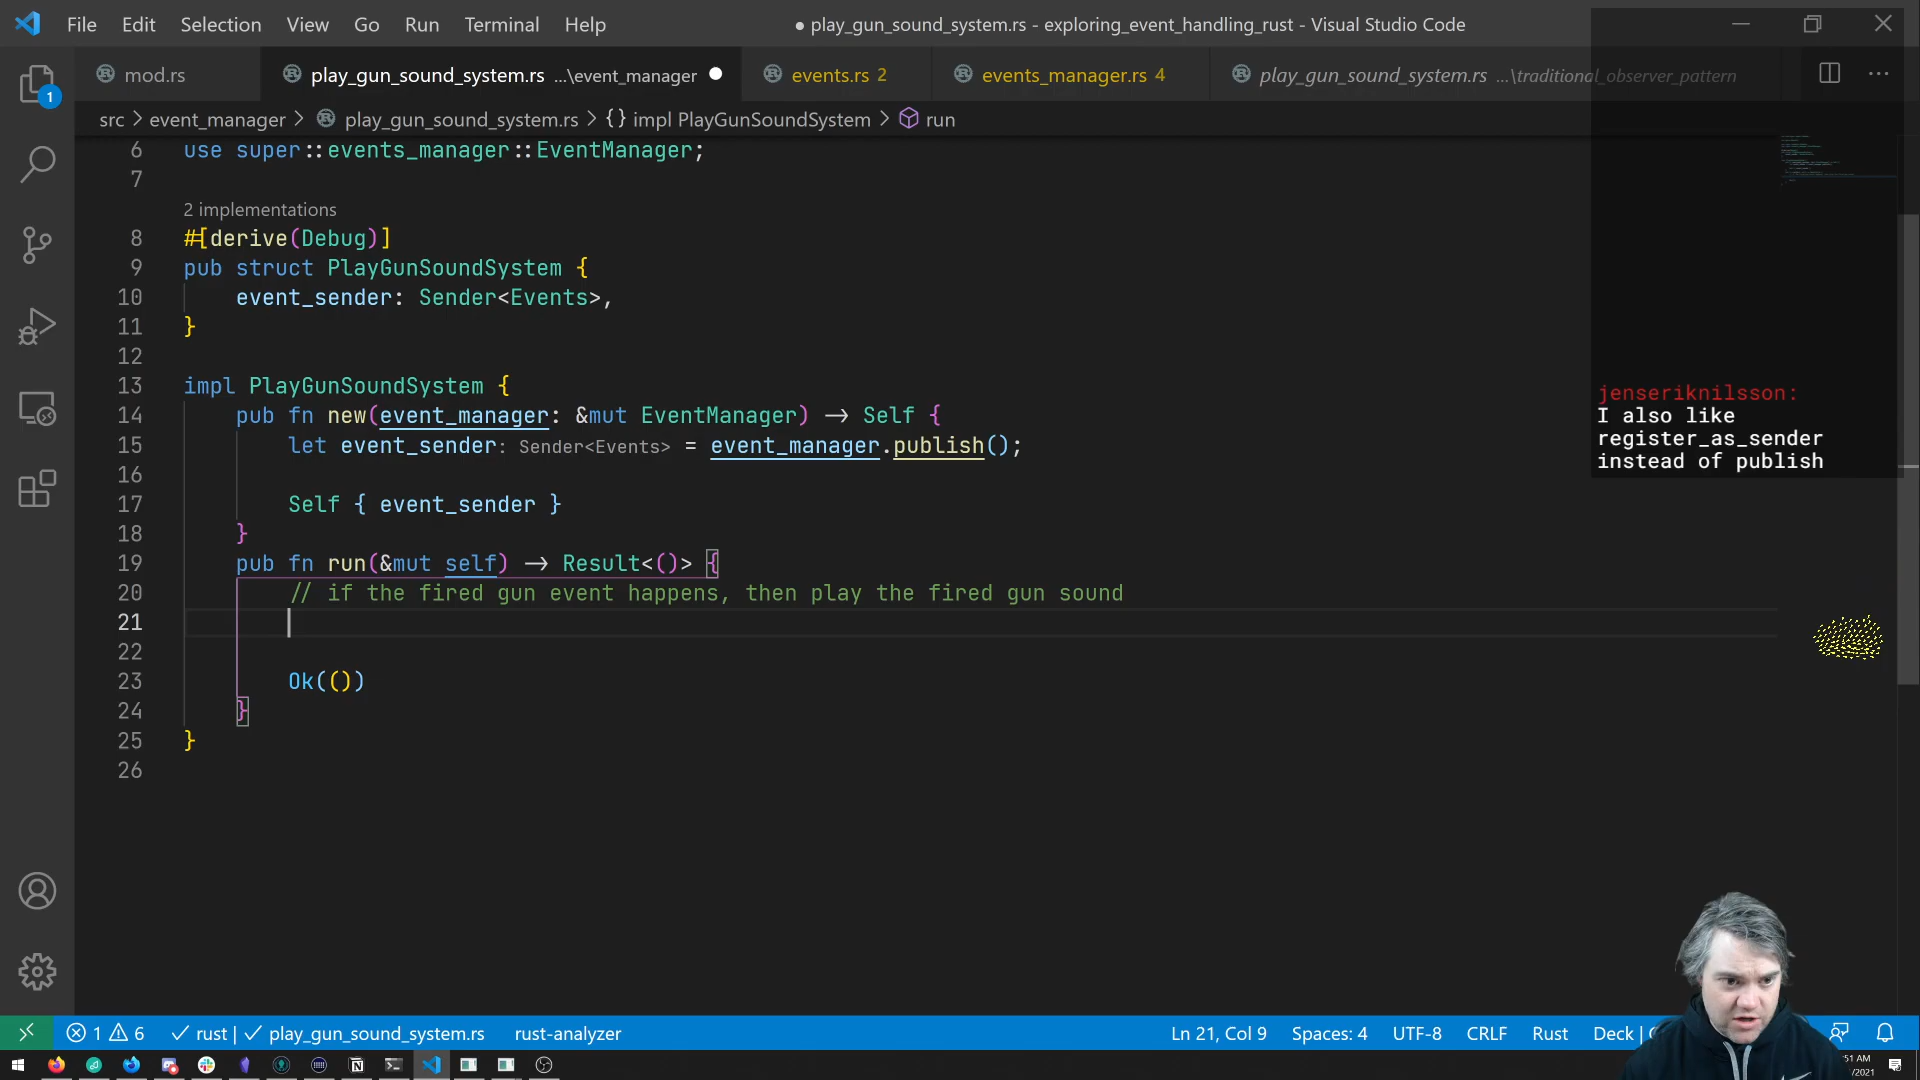 File Edit Selection View Go Run Terminal Help
● play_gun_sound_system.rs - exploring_event_handling_rust - Visual Studio Code
mod.rs
play_gun_sound_system.rs ...\event_manager
events.rs 2
events_manager.rs 4
play_gun_sound_system.rs ...\traditional_observer_pattern
src > event_manager > play_gun_sound_system.rs > {} impl PlayGunSoundSystem > run
6 use super::events_manager::EventManager;
7
2 implementations
8 #[derive(Debug)]
9 pub struct PlayGunSoundSystem {
10 event_sender: Sender<Events>,
11 }
12
13 impl PlayGunSoundSystem {
14 pub fn new(event_manager: &mut EventManager) -> Self {
15 let event_sender: Sender<Events> = event_manager.publish();
16
17 Self { event_sender }
18 }
19 pub fn run(&mut self) -> Result<()> {
20 // if the fired gun event happens, then play the fired gun sound
21
22
23 Ok(())
24 }
25 }
26
jenseriknilsson:
I also like
register_as_sender
instead of publish
1
1 6 rust | play_gun_sound_system.rs rust-analyzer
Ln 21, Col 9 Spaces: 4 UTF-8 CRLF Rust Deck |
:51 AM
/2021